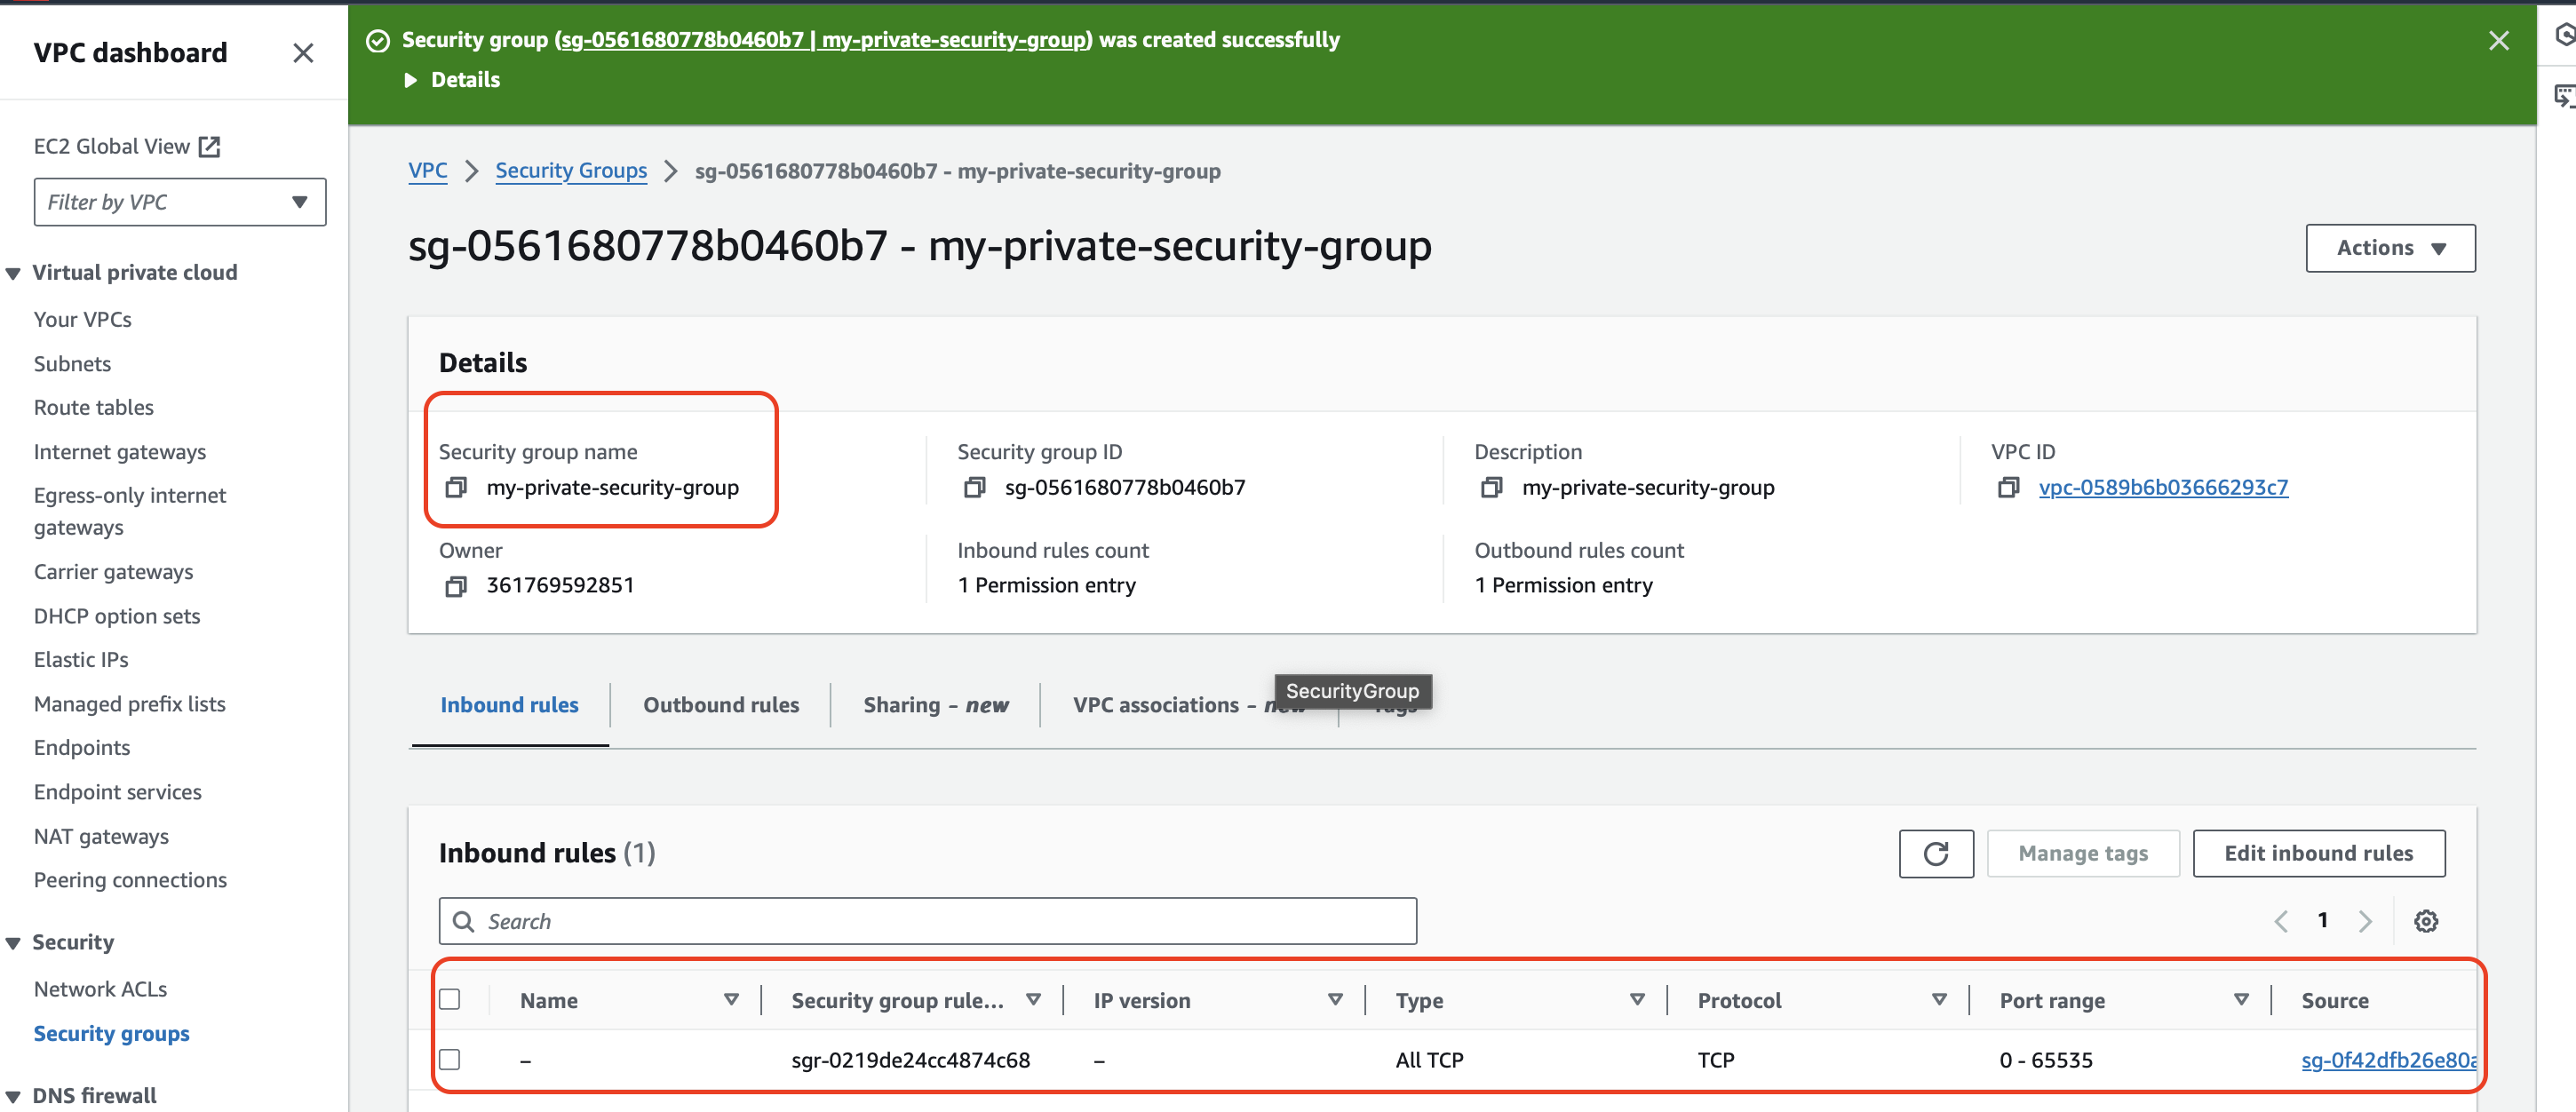 VPC dashboard
Security group (sg-0561680778b0460b7 | my-private-security-group) was created successfully
Details
EC2 Global View
Filter by VPC
Virtual private cloud
Your VPCs
Subnets
Route tables
Internet gateways
Egress-only internet
gateways
Carrier gateways
DHCP option sets
Elastic IPs
Managed prefix lists
Endpoints
Endpoint services
NAT gateways
Peering connections
Security
Network ACLs
Security groups
DNS firewall
VPC > Security Groups > sg-0561680778b0460b7 - my-private-security-group
sg-0561680778b0460b7 - my-private-security-group
Actions
Details
Security group name
my-private-security-group
Security group ID
sg-0561680778b0460b7
Description
my-private-security-group
VPC ID
vpc-0589b6b03666293c7
Owner
361769592851
Inbound rules count
1 Permission entry
Outbound rules count
1 Permission entry
SecurityGroup
Inbound rules Outbound rules Sharing - new VPC associations - new Tags
Inbound rules (1)
Manage tags
Edit inbound rules
Search
1
Name Security group rule... IP version Type Protocol Port range Source
– sgr-0219de24cc4874c68 – All TCP TCP 0 - 65535 sg-0f42dfb26e80a